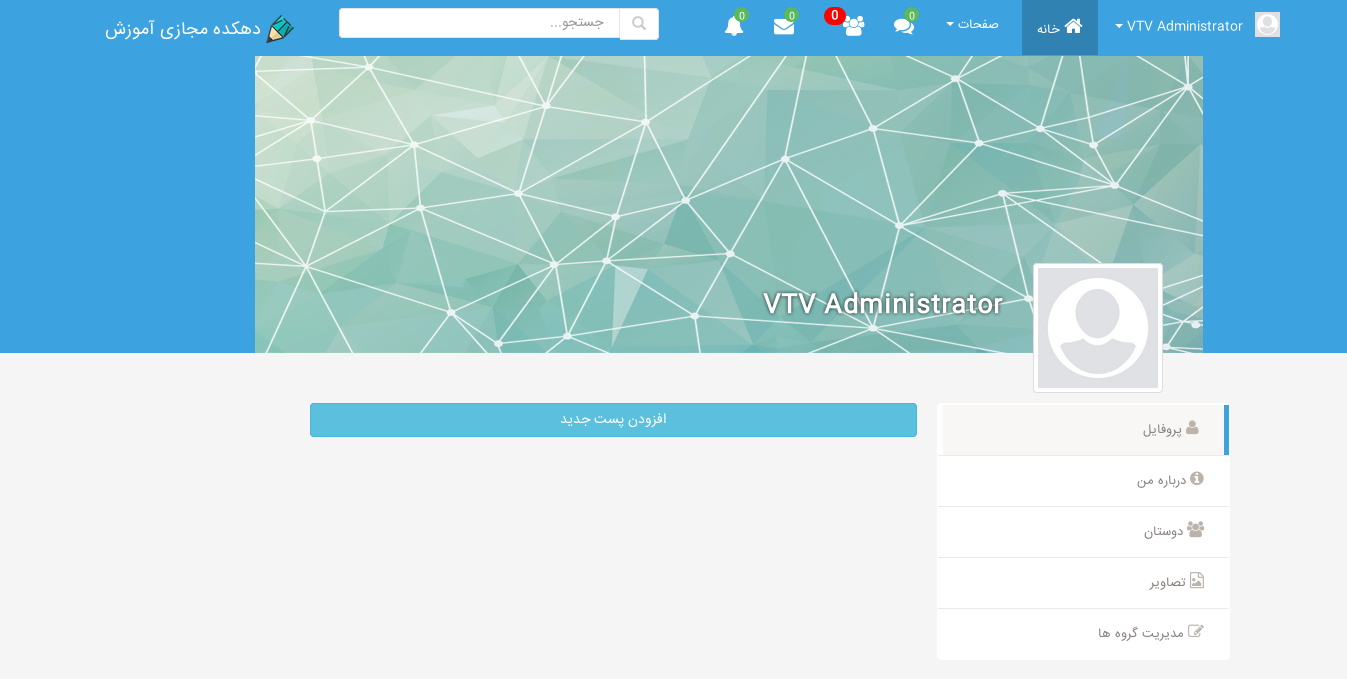 VTV Administrator
خانه
صفحات
0
0
0
0
جستجو...
دهکده مجازی آموزش
VTV Administrator
پروفایل
درباره من
دوستان
تصاویر
مدیریت گروه ها
افزودن پست جدید